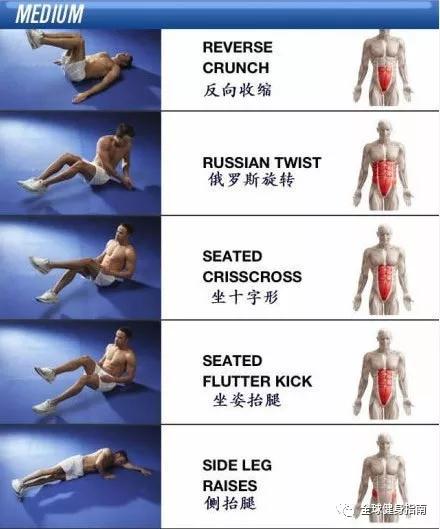 MEDIUM
REVERSE
CRUNCH
反向收缩
RUSSIAN TWIST
俄罗斯旋转
SEATED
CRISSCROSS
坐十字形
SEATED
FLUTTER KICK
坐姿抬腿
SIDE LEG
RAISES
侧抬腿
全球健身指南